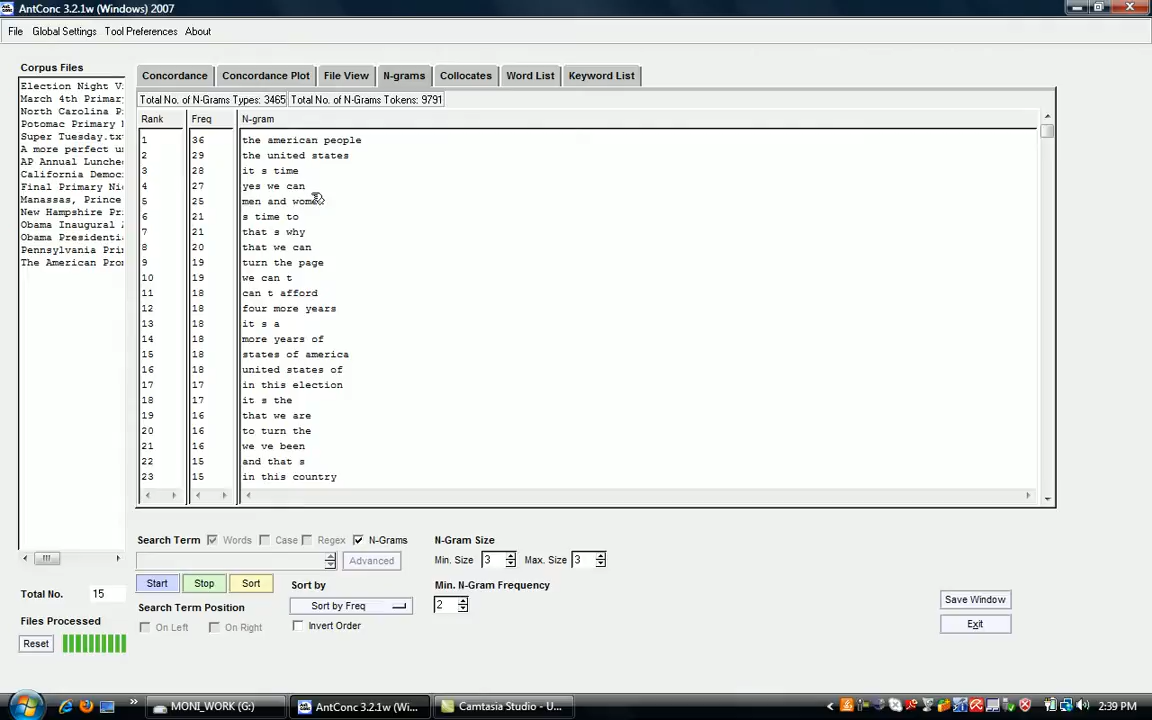 AntConc 3.2.1w (Windows) 2007
File Global Settings Tool Preferences About
Corpus Files
Concordance Concordance Plot File View N-grams Collocates Word List Keyword List
Election Night V
March 4th Primar
North Carolina P
Potomac Primary
Super Tuesday.tx
A more perfect u
AP Annual Lunche
California Democ
Final Primary Ni
Manassas, Prince
New Hampshire Pr
Obama Inaugural
Obama Presidenti
Pennsylvania Pri
The American Pro
Total No. of N-Grams Types: 3465 Total No. of N-Grams Tokens: 9791
Rank Freq N-gram
1 36 the american people
2 29 the united states
3 28 it s time
4 27 yes we can
5 25 men and women
6 21 s time to
7 21 that s why
8 20 that we can
9 19 turn the page
10 19 we can t
11 18 can t afford
12 18 four more years
13 18 it s a
14 18 more years of
15 18 states of america
16 18 united states of
17 17 in this election
18 17 it s the
19 16 that we are
20 16 to turn the
21 16 we ve been
22 15 and that s
23 15 in this country
Total No. 15
Files Processed
Reset
Search Term Words Case Regex N-Grams
Advanced
Start Stop Sort
Search Term Position
On Left On Right
Sort by
Sort by Freq
Invert Order
N-Gram Size
Min. Size 3 Max. Size 3
Min. N-Gram Frequency
2
Save Window
Exit
MONI_WORK (G:) AntConc 3.2.1w (Wi... Camtasia Studio - U... 2:39 PM